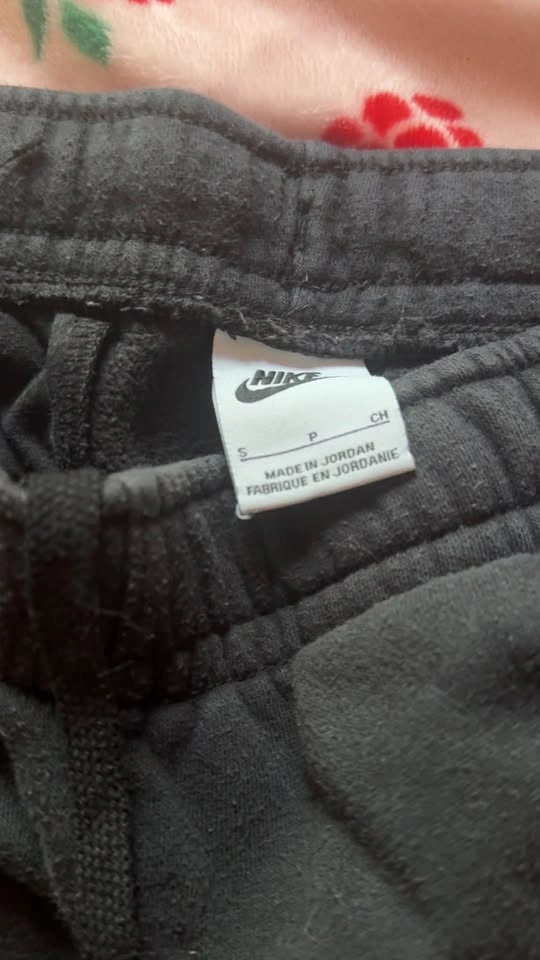 NIKE
S P CH
MADE IN JORDAN
FABRIQUE EN JORDANIE